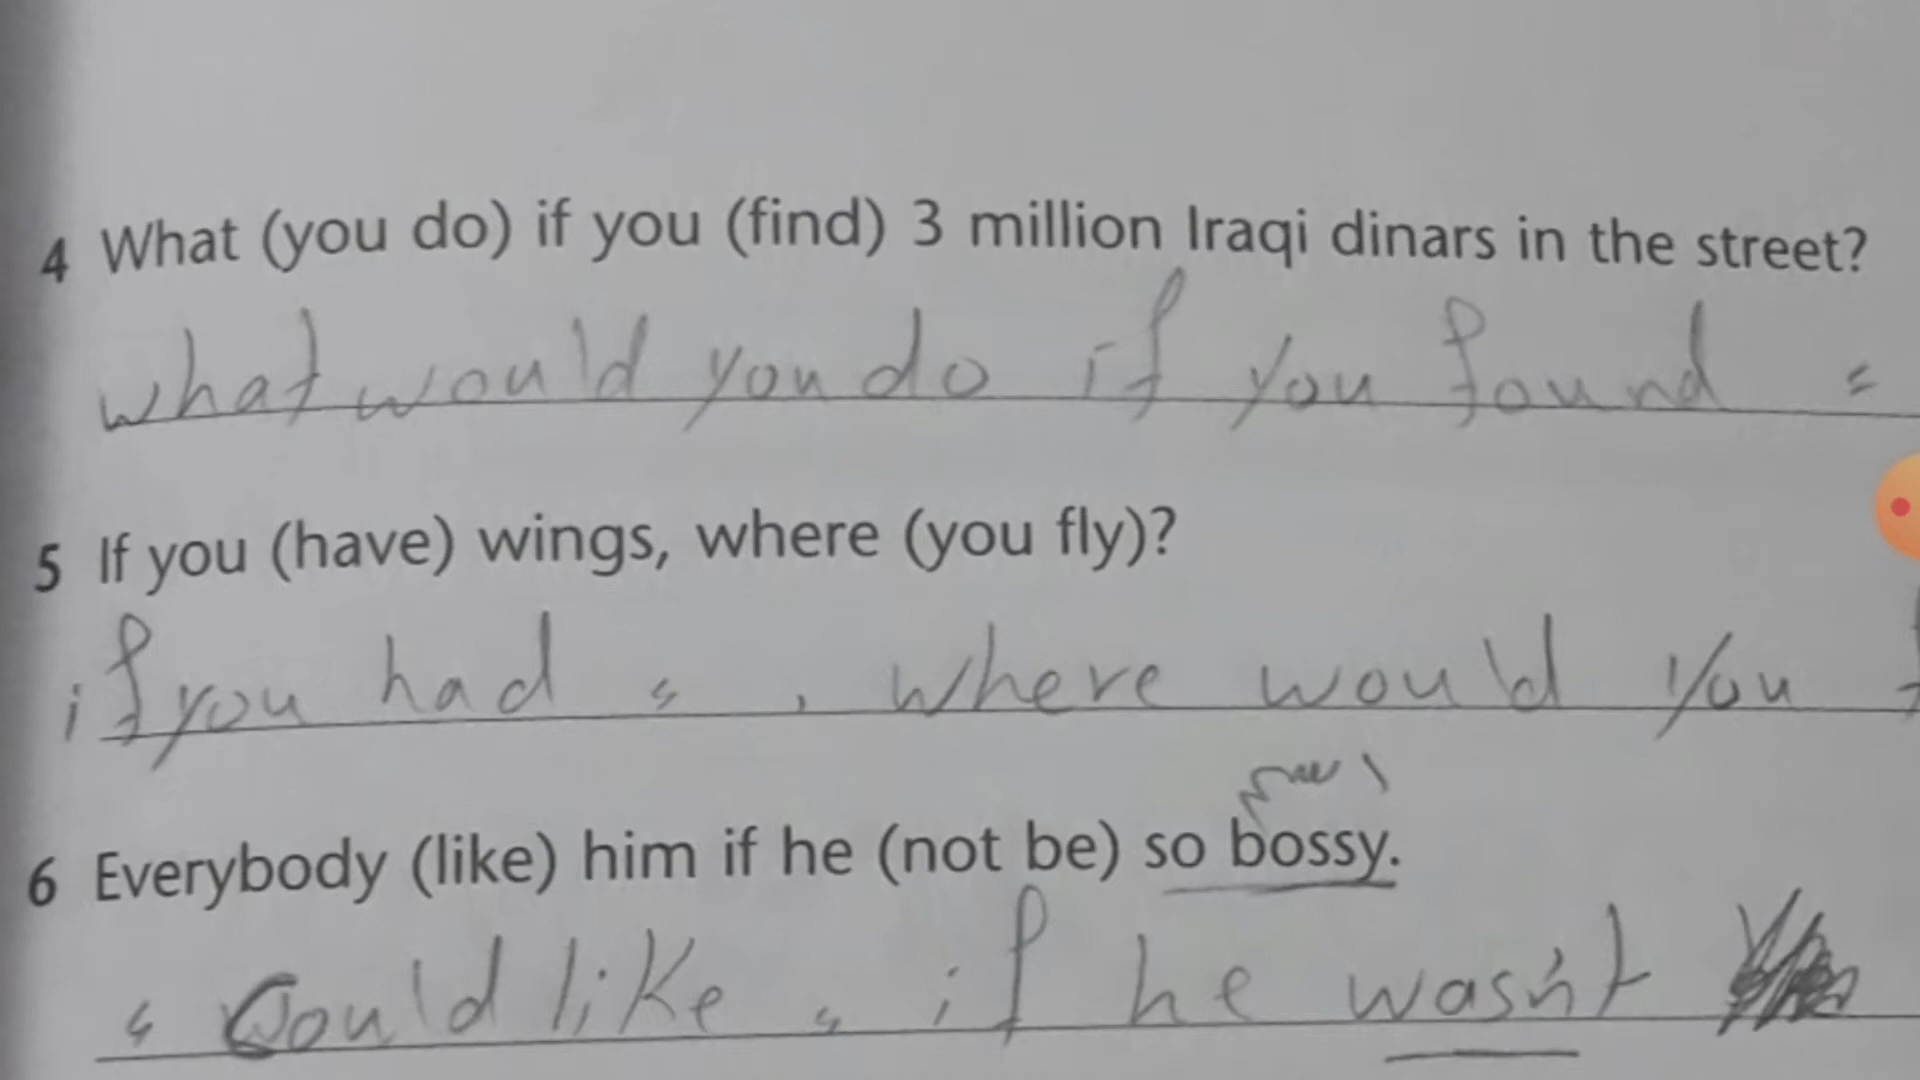 4 What (you do) if you (find) 3 million Iraqi dinars in the street?
what would you do if you found =
5 If you (have) wings, where (you fly)?
if you had " , where would you f
6 Everybody (like) him if he (not be) so bossy.
" would like " if he wasn't